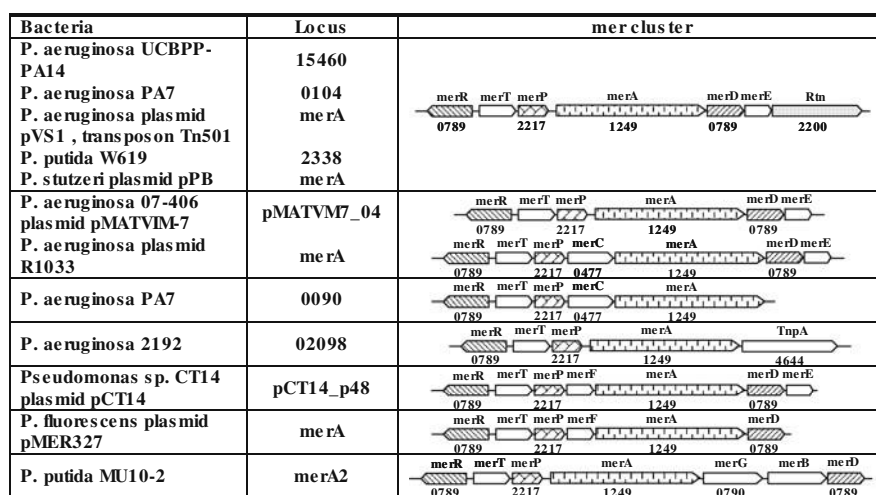 Bacteria Locus mer cluster
P. aeruginosa UCBPP-
PA14 15460
P. aeruginosa PA7 0104
P. aeruginosa plasmid
pVS1 , transposon Tn501 merA
P. putida W619 2338
P. stutzeri plasmid pPB merA
merR merT merP merA merD merE Rtn
0789 2217 1249 0789 2200
P. aeruginosa 07-406
plasmid pMATVIM-7 pMATVM7_04
merR merT merP merA merD merE
0789 2217 1249 0789
P. aeruginosa plasmid
R1033 merA
merR merT merP merC merA merD merE
0789 2217 0477 1249 0789
P. aeruginosa PA7 0090
merR merT merP merC merA
0789 2217 0477 1249
P. aeruginosa 2192 02098
merR merT merP merA TnpA
0789 2217 1249 4644
Pseudomonas sp. CT14
plasmid pCT14 pCT14_p48
merR merT merP merF merA merD merE
0789 2217 1249 0789
P. fluorescens plasmid
pMER327 merA
merR merT merP merF merA merD
0789 2217 1249 0789
P. putida MU10-2 merA2
merR merT merP merA merG merB merD
0789 2217 1249 0790 0789